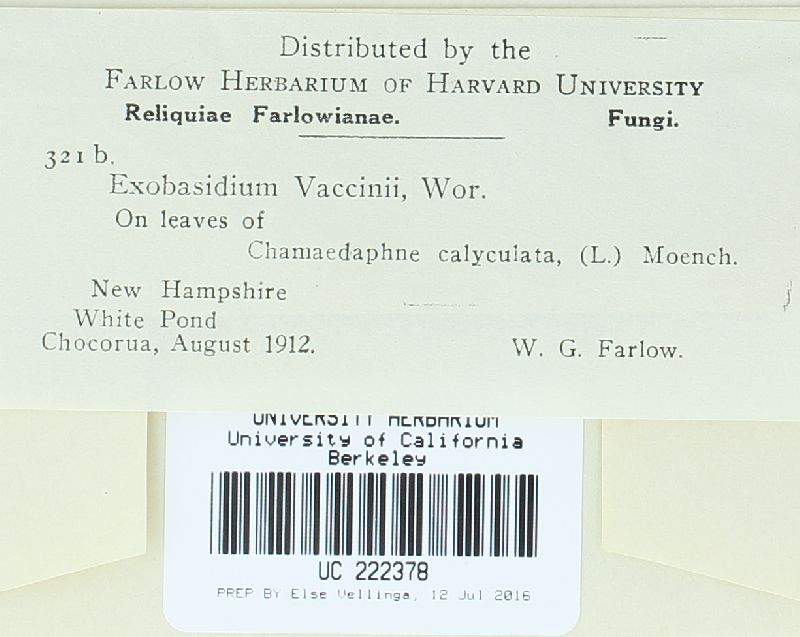 Distributed by the
FARLOW HERBARIUM OF HARVARD UNIVERSITY
Reliquiae Farlowianae. Fungi.
321 b.
Exobasidium Vaccinii, Wor.
On leaves of
Chamaedaphne calyculata, (L.) Moench.
New Hampshire
White Pond
Chocorua, August 1912. W. G. Farlow.
UNIVERSITY HERBARIUM
University of California
Berkeley
UC 222378
PREP BY Else Vellinga, 12 Jul 2016